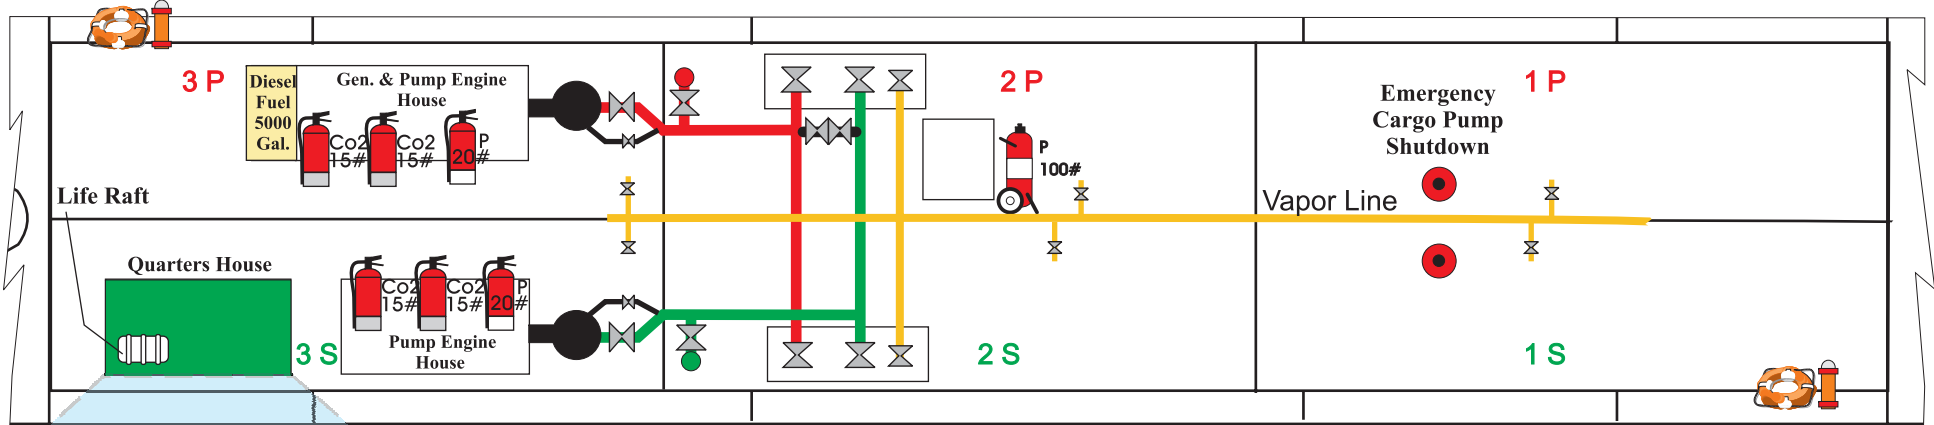 3 P
Diesel
Fuel
5000
Gal.
Gen. & Pump Engine
House
Co2
15#
Co2
15#
P
20#
2 P
P
100#
1 P
Emergency
Cargo Pump
Shutdown
Life Raft
Vapor Line
Quarters House
3 S
Co2
15#
Co2
15#
P
20#
Pump Engine
House
2 S
1 S